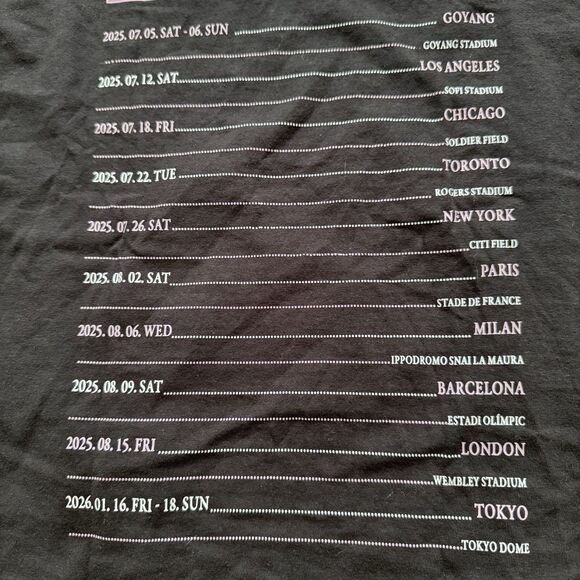 2025. 07. 05. SAT - 06. SUN GOYANG
GOYANG STADIUM
2025. 07. 12. SAT LOS ANGELES
SOFI STADIUM
2025. 07. 18. FRI CHICAGO
SOLDIER FIELD
2025. 07. 22. TUE TORONTO
ROGERS STADIUM
2025. 07. 26. SAT NEW YORK
CITI FIELD
2025. 08. 02. SAT PARIS
STADE DE FRANCE
2025. 08. 06. WED MILAN
IPPODROMO SNAI LA MAURA
2025. 08. 09. SAT BARCELONA
ESTADI OLÍMPIC
2025. 08. 15. FRI LONDON
WEMBLEY STADIUM
2026. 01. 16. FRI - 18. SUN TOKYO
TOKYO DOME